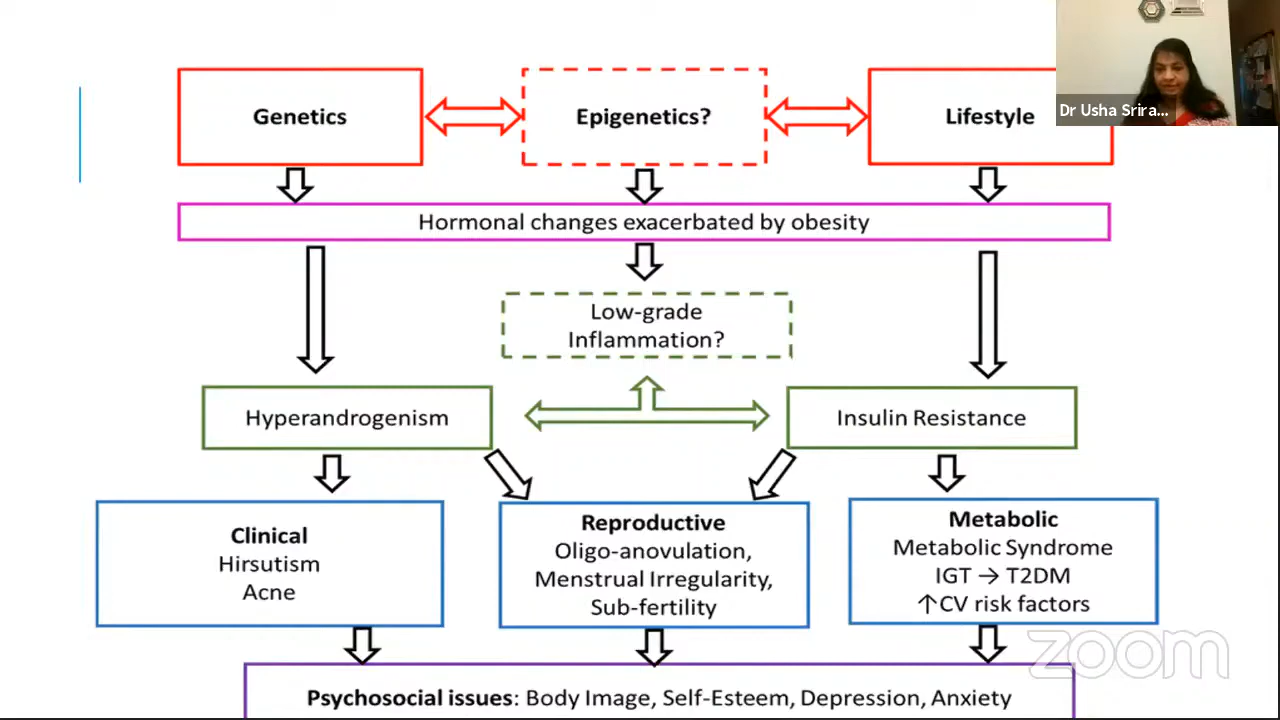 Genetics
Epigenetics?
Lifestyle
Dr Usha Srira...
Hormonal changes exacerbated by obesity
Low-grade
Inflammation?
Hyperandrogenism
Insulin Resistance
Clinical
Hirsutism
Acne
Reproductive
Oligo-anovulation,
Menstrual Irregularity,
Sub-fertility
Metabolic
Metabolic Syndrome
IGT → T2DM
↑CV risk factors
zoom
Psychosocial issues: Body Image, Self-Esteem, Depression, Anxiety